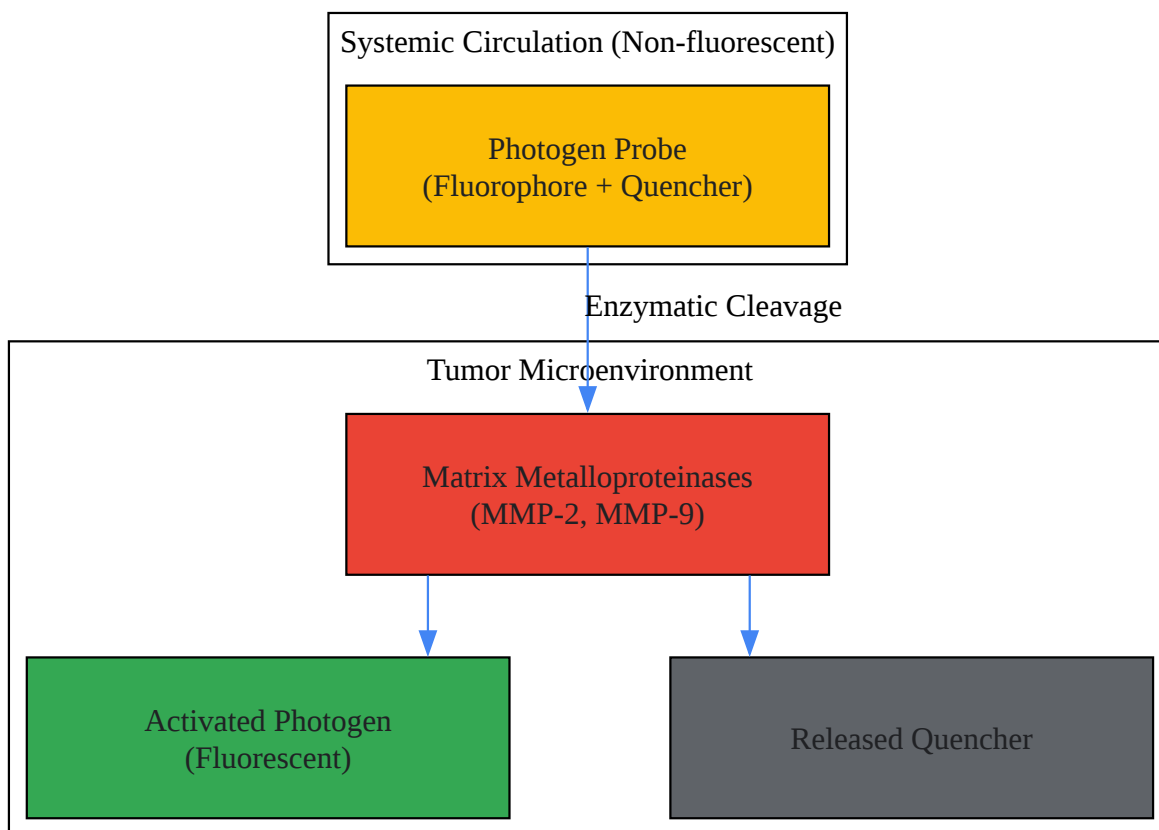 Systemic Circulation (Non-fluorescent)
Photogen Probe
(Fluorophore + Quencher)
Enzymatic Cleavage
Tumor Microenvironment
Matrix Metalloproteinases
(MMP-2, MMP-9)
Activated Photogen
(Fluorescent)
Released Quencher